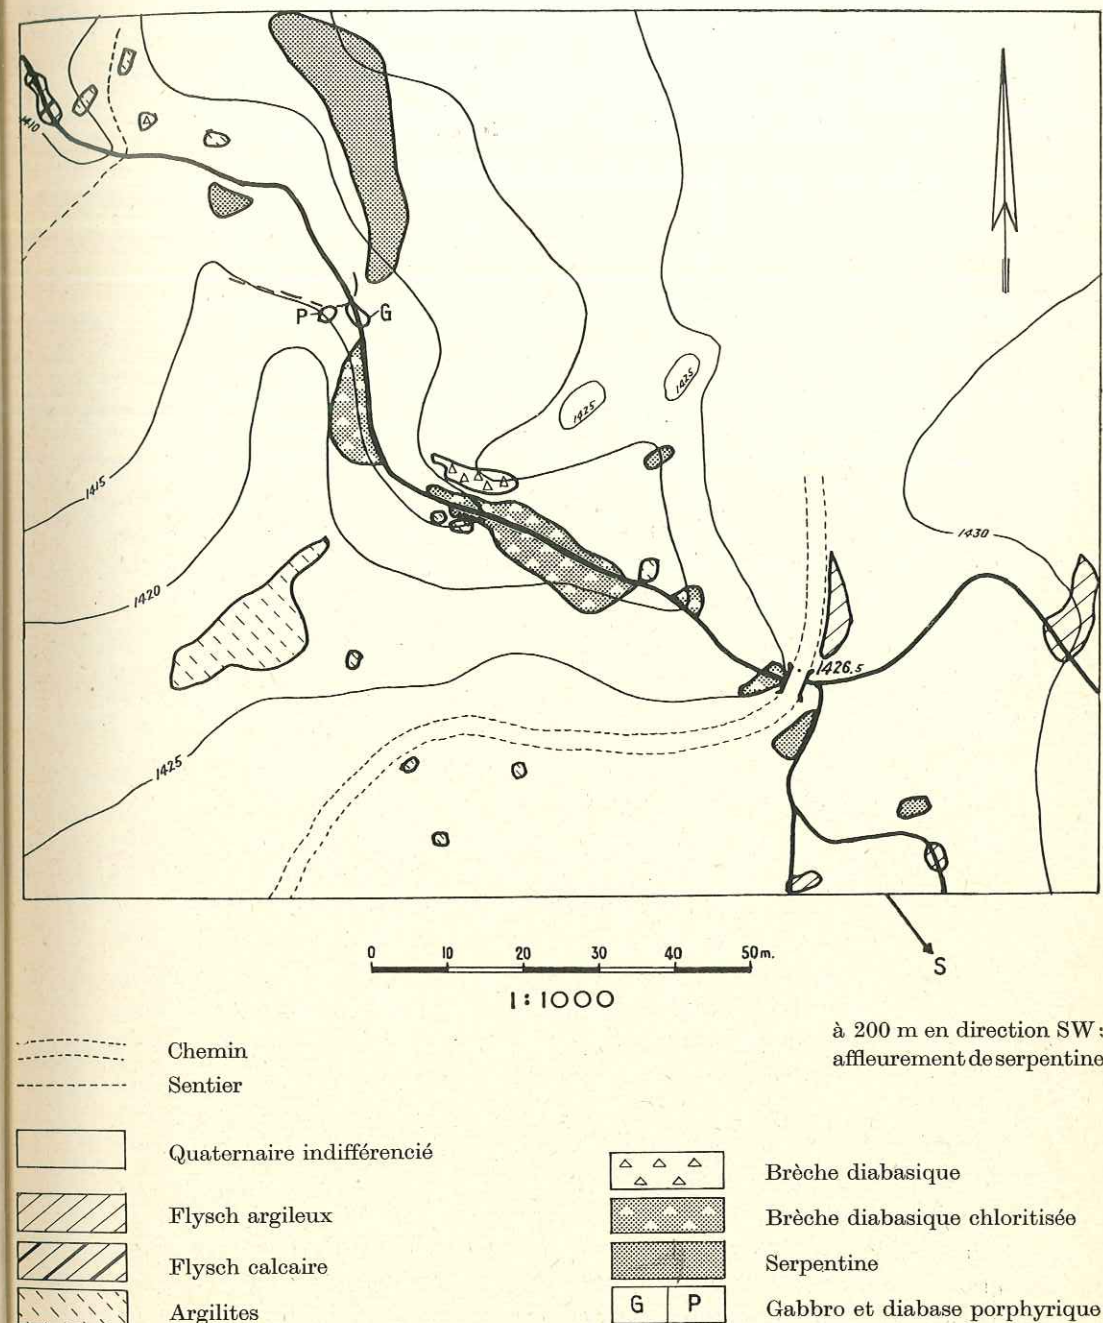 1410
P
G
1425
1425
1415
1430
1420
1426.5
1425
0 10 20 30 40 50 m.
1:1000
S
à 200 m en direction SW:
affleurement de serpentine
Chemin
Sentier
Quaternaire indifférencié
Flysch argileux
Flysch calcaire
Argilites
Brèche diabasique
Brèche diabasique chloritisée
Serpentine
G P Gabbro et diabase porphyrique